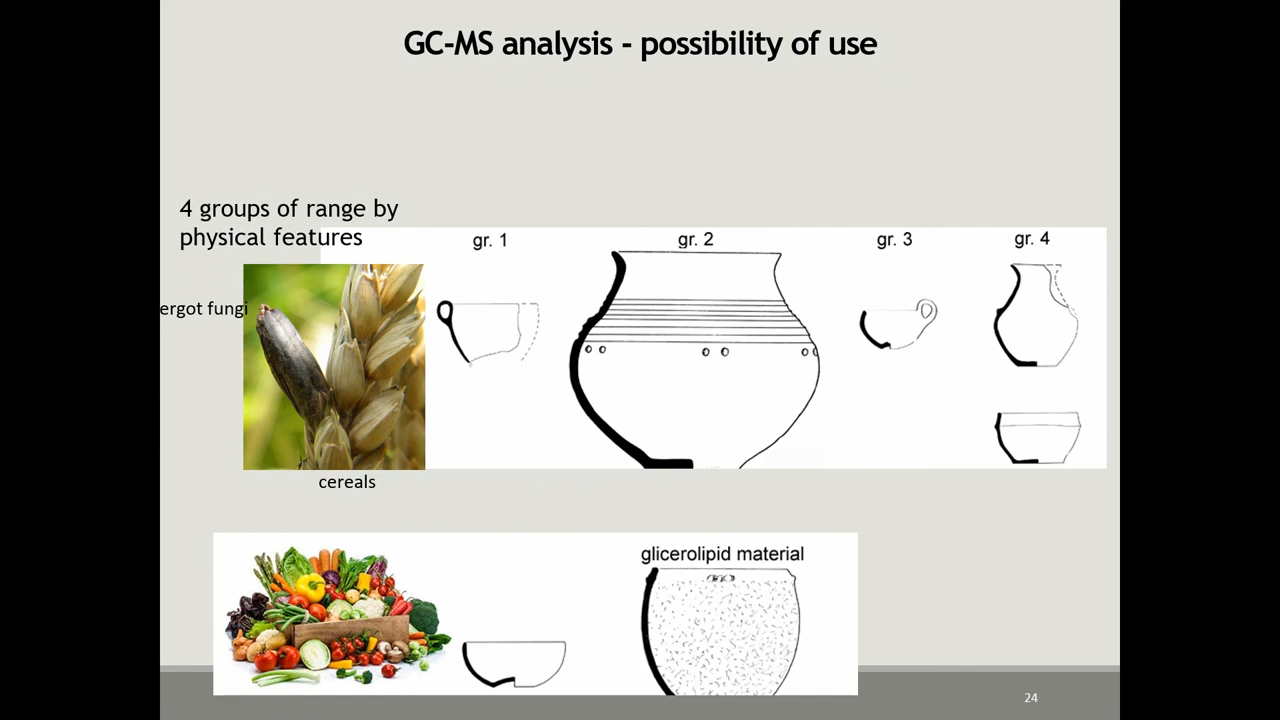 GC-MS analysis - possibility of use
4 groups of range by
physical features
gr. 1
gr. 2
gr. 3
gr. 4
ergot fungi
cereals
glicerolipid material
24